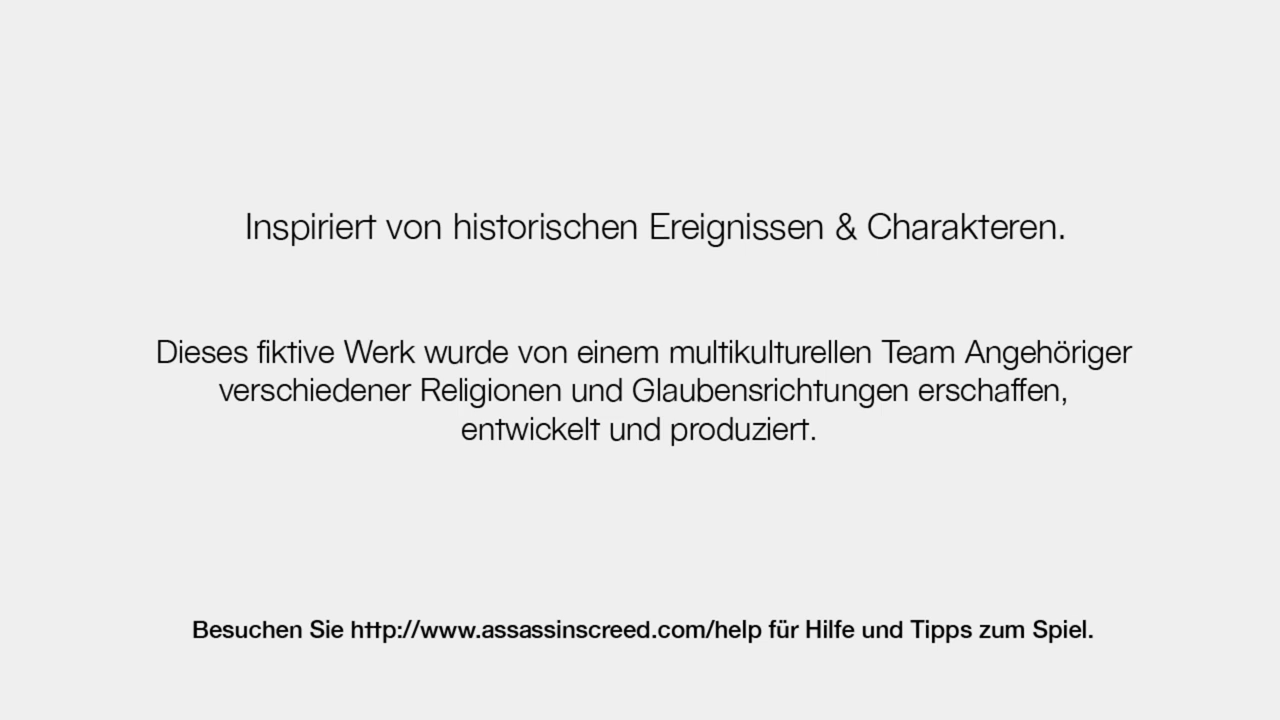 Inspiriert von historischen Ereignissen & Charakteren.
Dieses fiktive Werk wurde von einem multikulturellen Team Angehöriger
verschiedener Religionen und Glaubensrichtungen erschaffen,
entwickelt und produziert.
Besuchen Sie http://www.assassinscreed.com/help für Hilfe und Tipps zum Spiel.